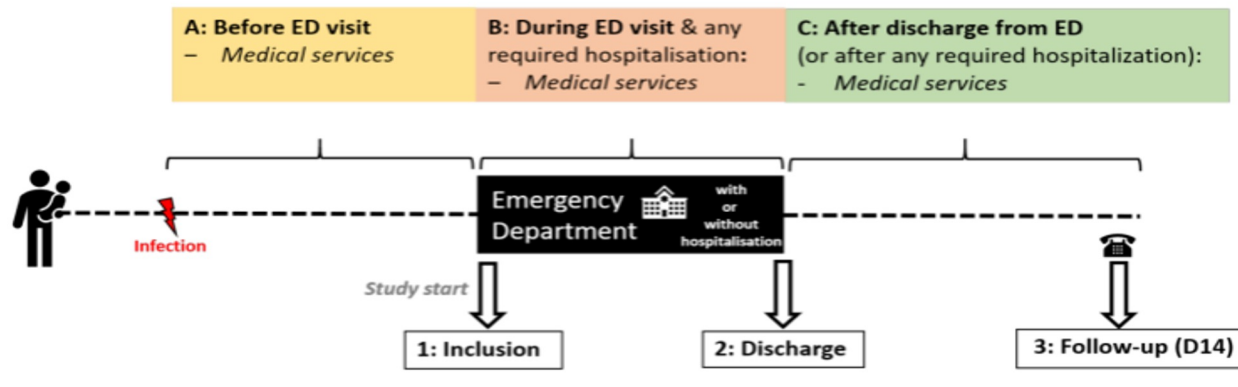 A: Before ED visit
– Medical services
B: During ED visit & any
required hospitalisation:
– Medical services
C: After discharge from ED
(or after any required hospitalization):
- Medical services
Emergency
Department
with
or
without
hospitalisation
Infection
Study start
1: Inclusion
2: Discharge
3: Follow-up (D14)